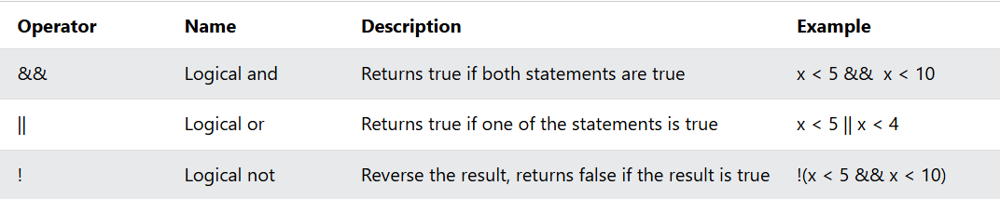 Operator Name Description Example
&& Logical and Returns true if both statements are true x < 5 &&  x < 10
|| Logical or Returns true if one of the statements is true x < 5 || x < 4
! Logical not Reverse the result, returns false if the result is true !(x < 5 && x < 10)